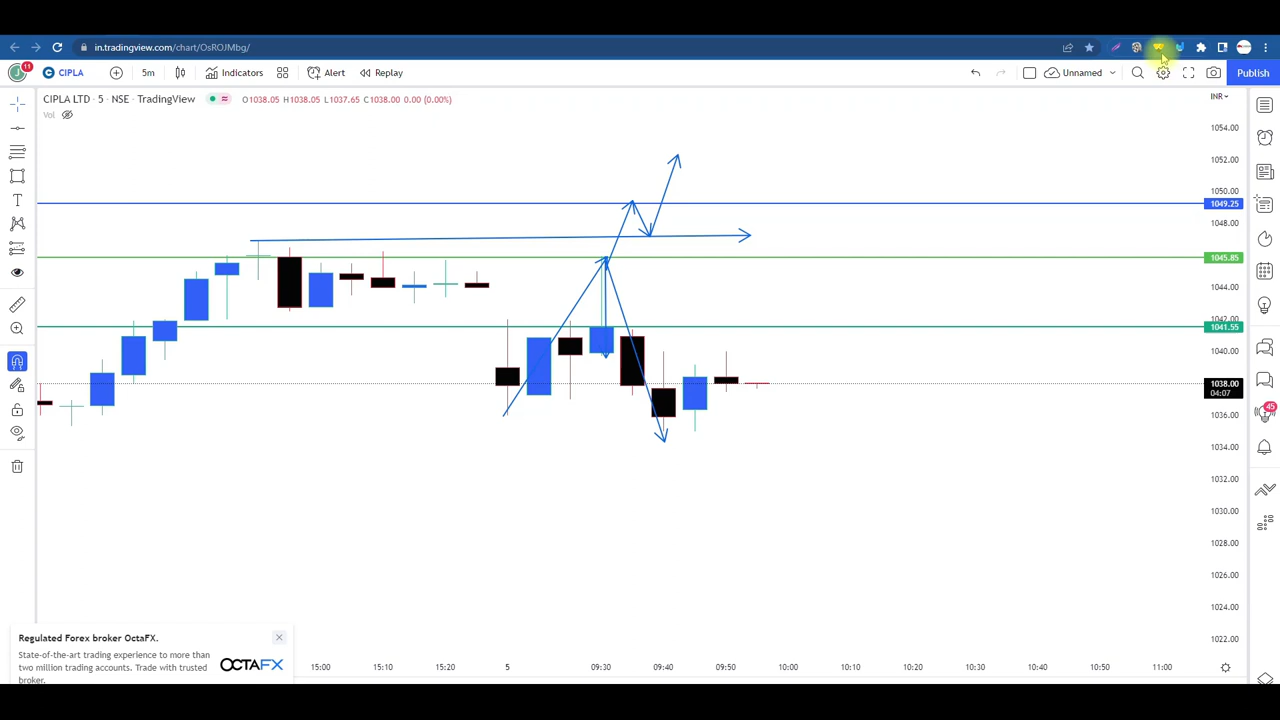 in.tradingview.com/chart/OsROJMbg/
J 11 CIPLA 5m Indicators Alert Replay Unnamed Publish
CIPLA LTD · 5 · NSE · TradingView O1038.05 H1038.05 L1037.65 C1038.00 0.00 (0.00%)
INR
Vol
1054.00
1052.00
1050.00
1049.25
1048.00
1045.85
1044.00
1042.00
1041.55
1040.00
1038.00
04:07
1036.00
45
1034.00
1032.00
1030.00
1028.00
1026.00
1024.00
1022.00
Regulated Forex broker OctaFX.
State-of-the-art trading experience to more than
two million trading accounts. Trade with trusted
broker.
OCTAFX
15:00 15:10 15:20 5 09:30 09:40 09:50 10:00 10:10 10:20 10:30 10:40 10:50 11:00